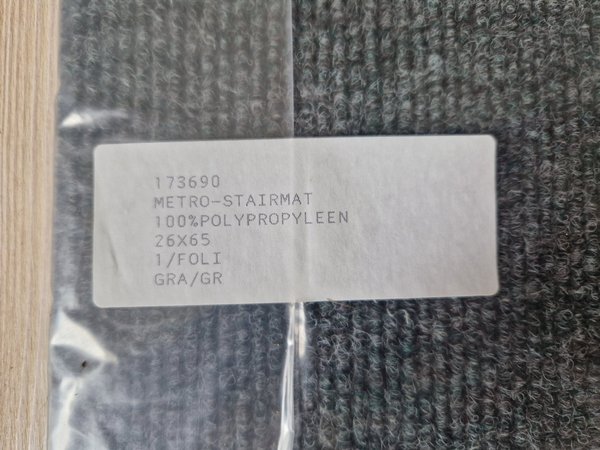 173690
METRO-STAIRMAT
100%POLYPROPYLEEN
26X65
1/FOLI
GRA/GR